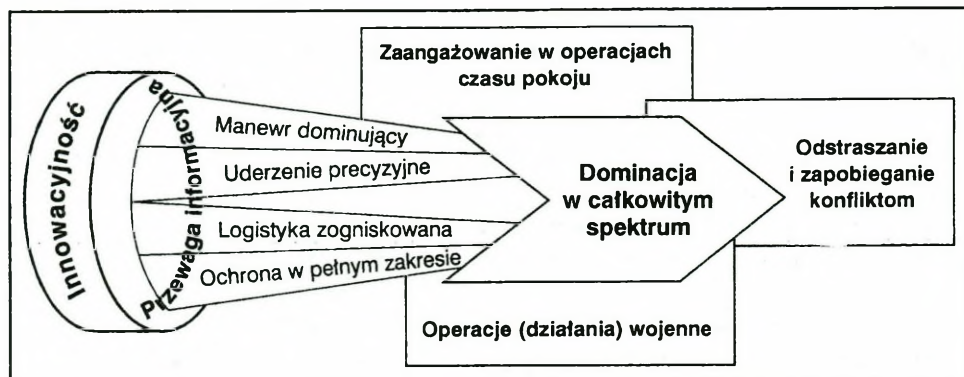 Innowacyjność
Przewaga informacyjna
Manewr dominujący
Uderzenie precyzyjne
Logistyka zogniskowana
Ochrona w pełnym zakresie
Zaangażowanie w operacjach
czasu pokoju
Dominacja
w całkowitym
spektrum
Odstraszanie
i zapobieganie
konfliktom
Operacje (działania) wojenne